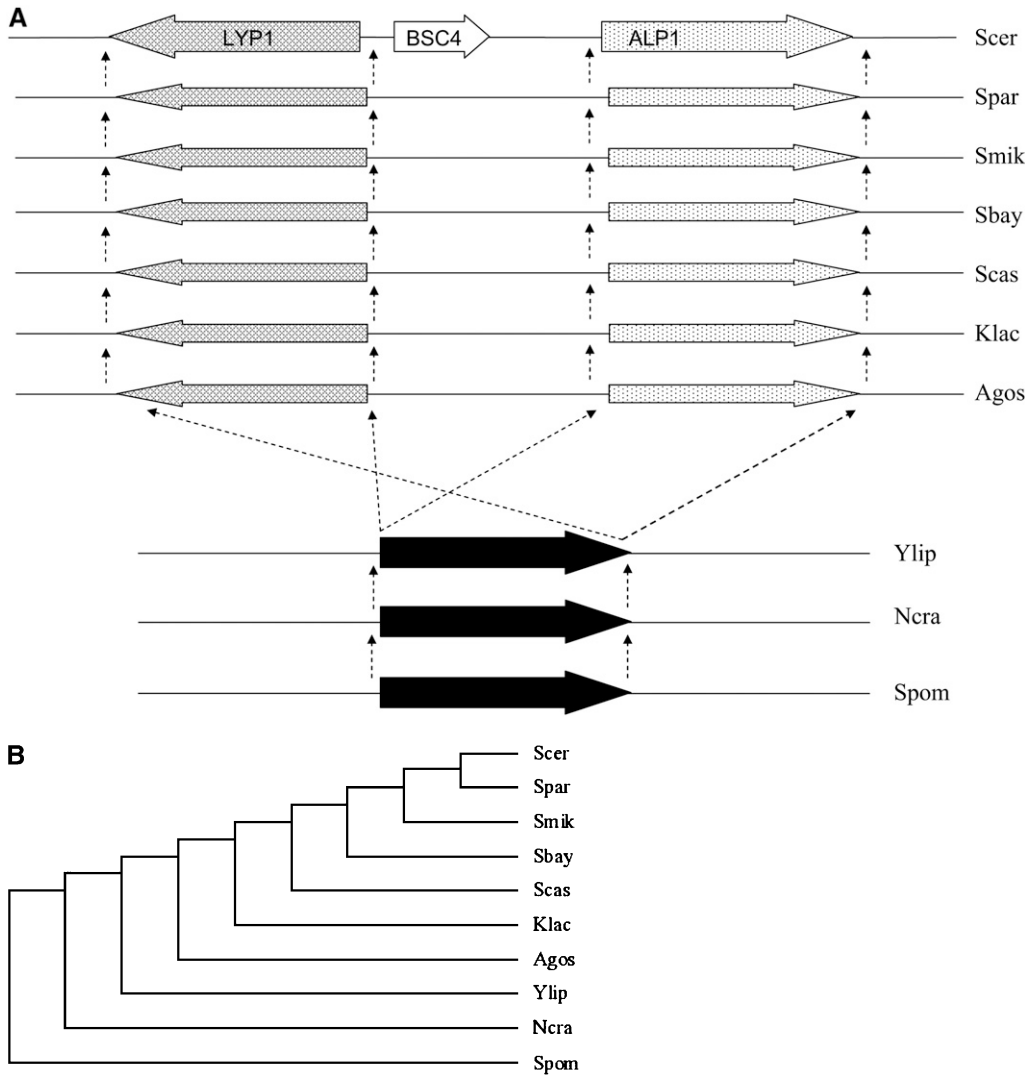 A
LYP1 BSC4 ALP1 Scer
Spar
Smik
Sbay
Scas
Klac
Agos
Ylip
Ncra
Spom
B
Scer
Spar
Smik
Sbay
Scas
Klac
Agos
Ylip
Ncra
Spom